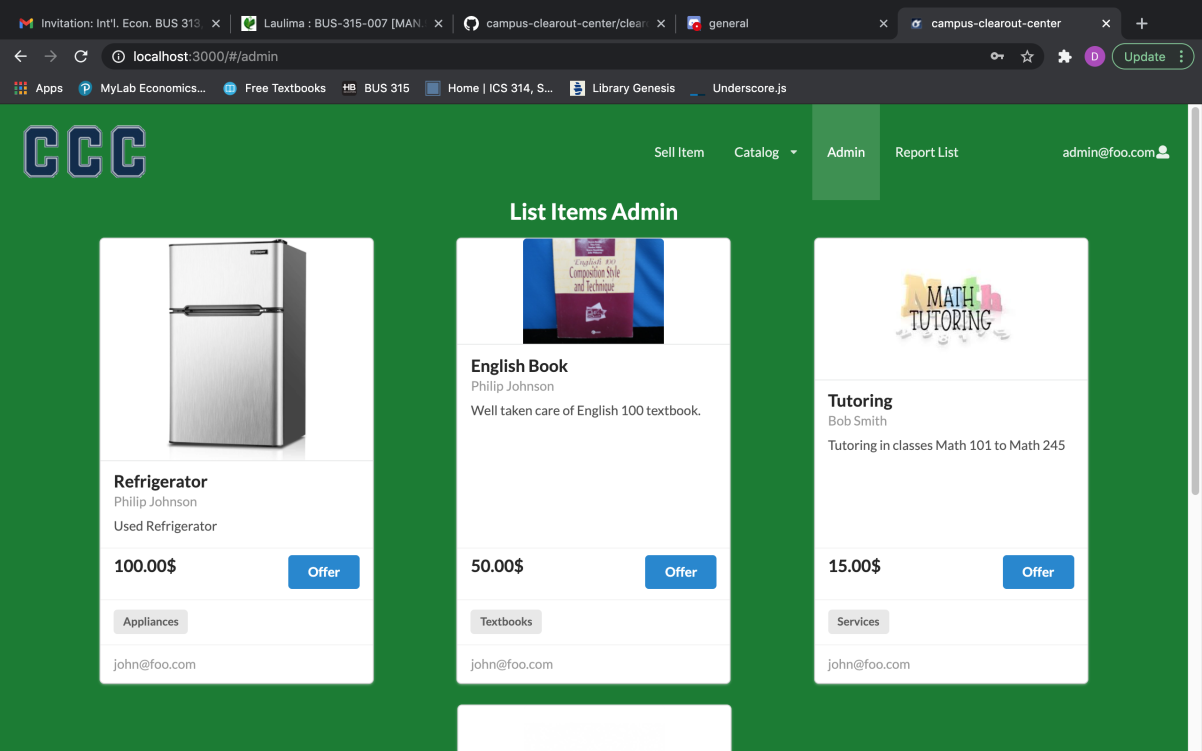 Invitation: Int'l. Econ. BUS 313,
Laulima : BUS-315-007 [MAN.
campus-clearout-center/clear
general
campus-clearout-center
localhost:3000/#/admin
D
Update
Apps
MyLab Economics...
Free Textbooks
HB
BUS 315
Home | ICS 314, S...
Library Genesis
Underscore.js
CCC
Sell Item
Catalog
Admin
Report List
admin@foo.com
List Items Admin
Refrigerator
Philip Johnson
Used Refrigerator
100.00$
Offer
Appliances
john@foo.com
English 100
Composition Style
and Technique
English Book
Philip Johnson
Well taken care of English 100 textbook.
50.00$
Offer
Textbooks
john@foo.com
Math
MATH
TUTORING
Tutoring
Bob Smith
Tutoring in classes Math 101 to Math 245
15.00$
Offer
Services
john@foo.com